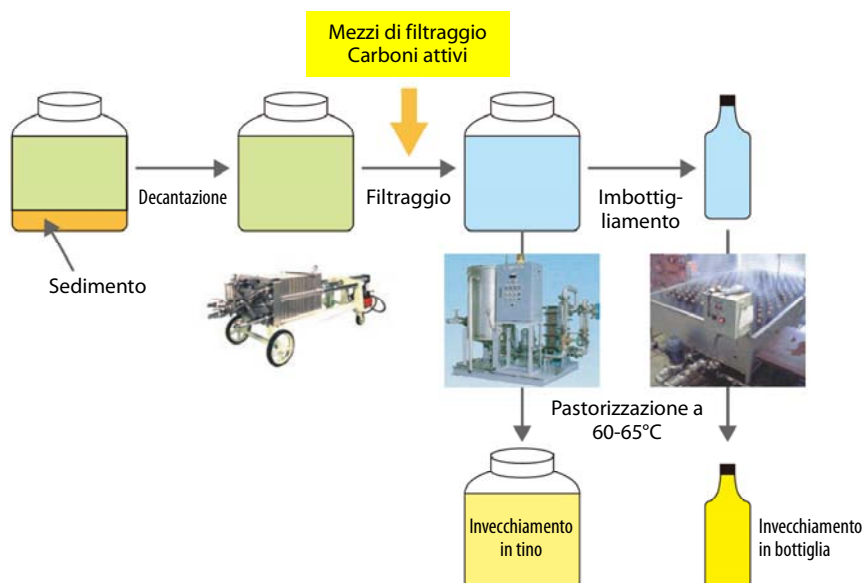 Mezzi di filtraggio
Carboni attivi
Decantazione
Filtraggio
Imbottig-
liamento
Sedimento
Pastorizzazione a
60-65°C
Invecchiamento
in tino
Invecchiamento
in bottiglia